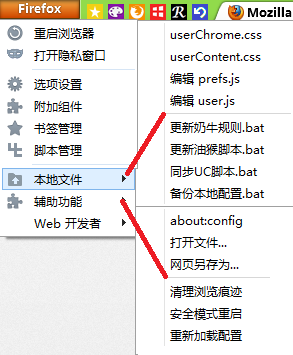 Firefox
Mozilla
重启浏览器
打开隐私窗口
选项设置
附加组件
书签管理
脚本管理
本地文件
辅助功能
Web 开发者
userChrome.css
userContent.css
编辑 prefs.js
编辑 user.js
更新奶牛规则.bat
更新油猴脚本.bat
同步UC脚本.bat
备份本地配置.bat
about:config
打开文件...
网页另存为...
清理浏览痕迹
安全模式重启
重新加载配置